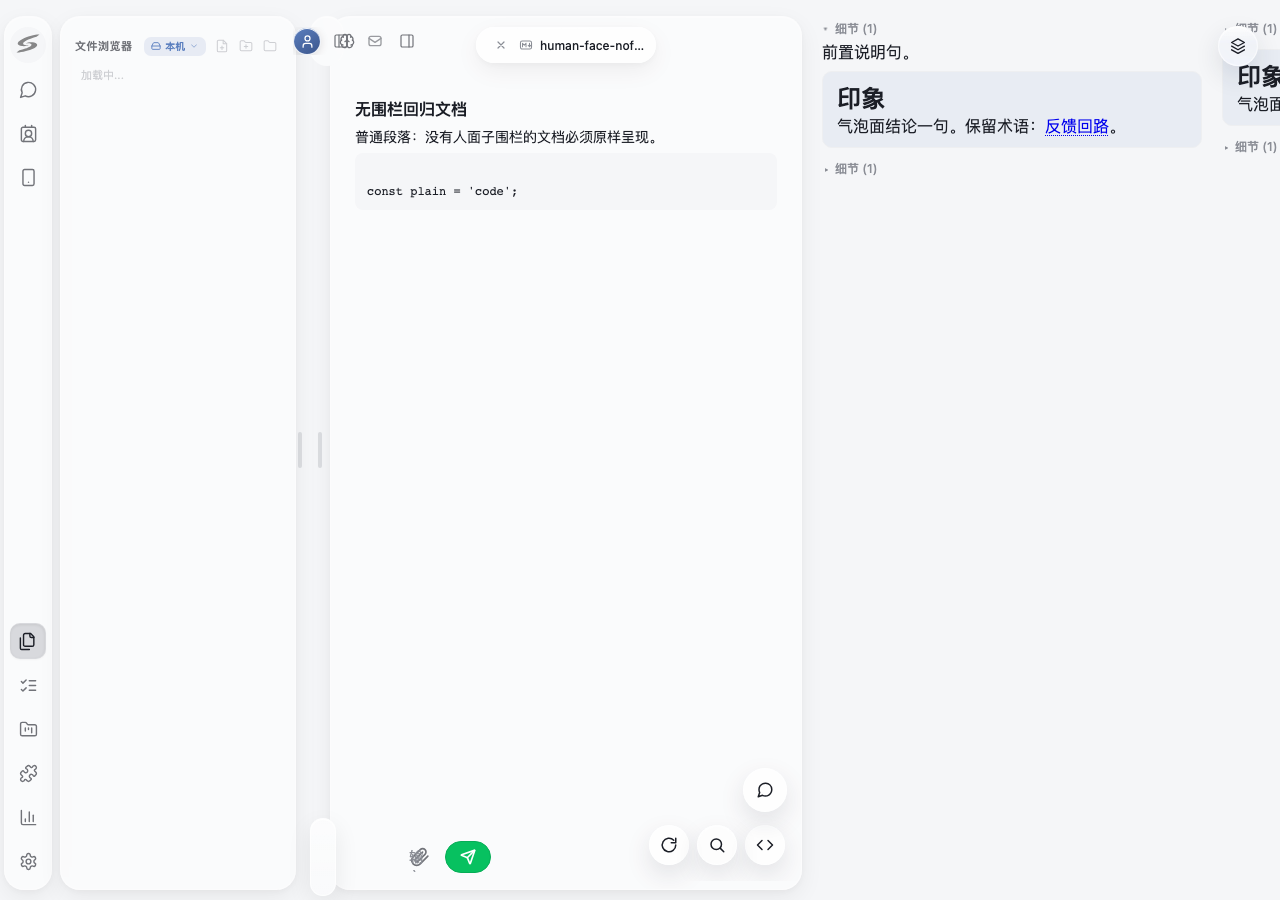 文件浏览器
本机
加载中...
human-face-nof...
无围栏回归文档
普通段落：没有人面子围栏的文档必须原样呈现。
const plain = 'code';
细节 (1)
前置说明句。
印象
气泡面结论一句。保留术语：反馈回路。
细节 (1)
细节 (1)
印象
气泡面
细节 (1)